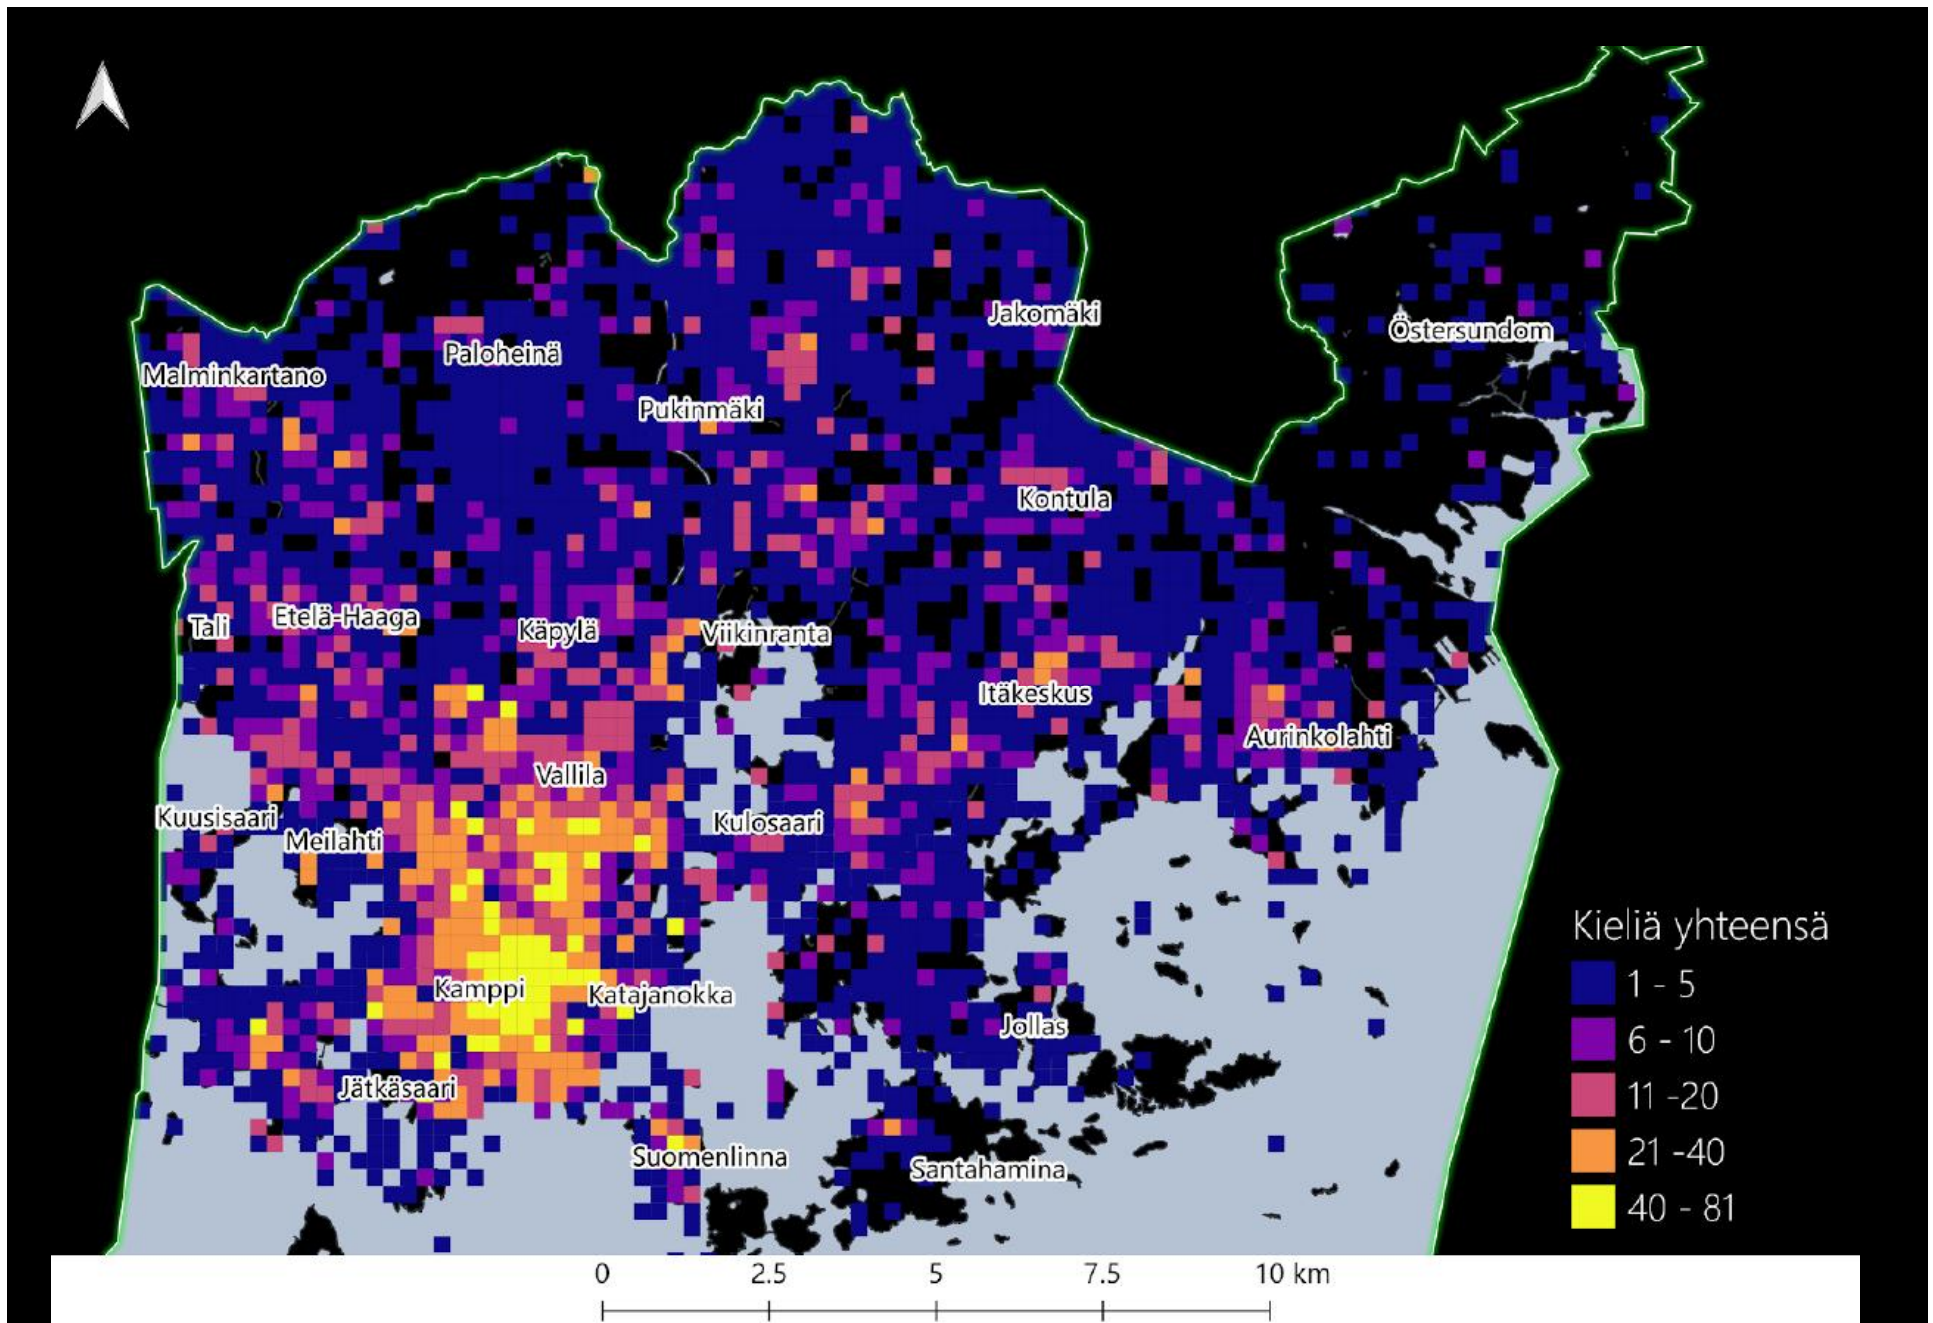 Jakomäki
Östersundom
Paloheinä
Malminkartano
Pukinmäki
Kontula
Etelä-Haaga
Tali
Käpylä
Viikinranta
Itäkeskus
Aurinkolahti
Vallila
Kuusisaari
Kulosaari
Meilahti
Kamppi
Katajanokka
Jollas
Jätkäsaari
Suomenlinna
Santahamina
Kieliä yhteensä
1 - 5
6 - 10
11 -20
21 -40
40 - 81
0 2.5 5 7.5 10 km